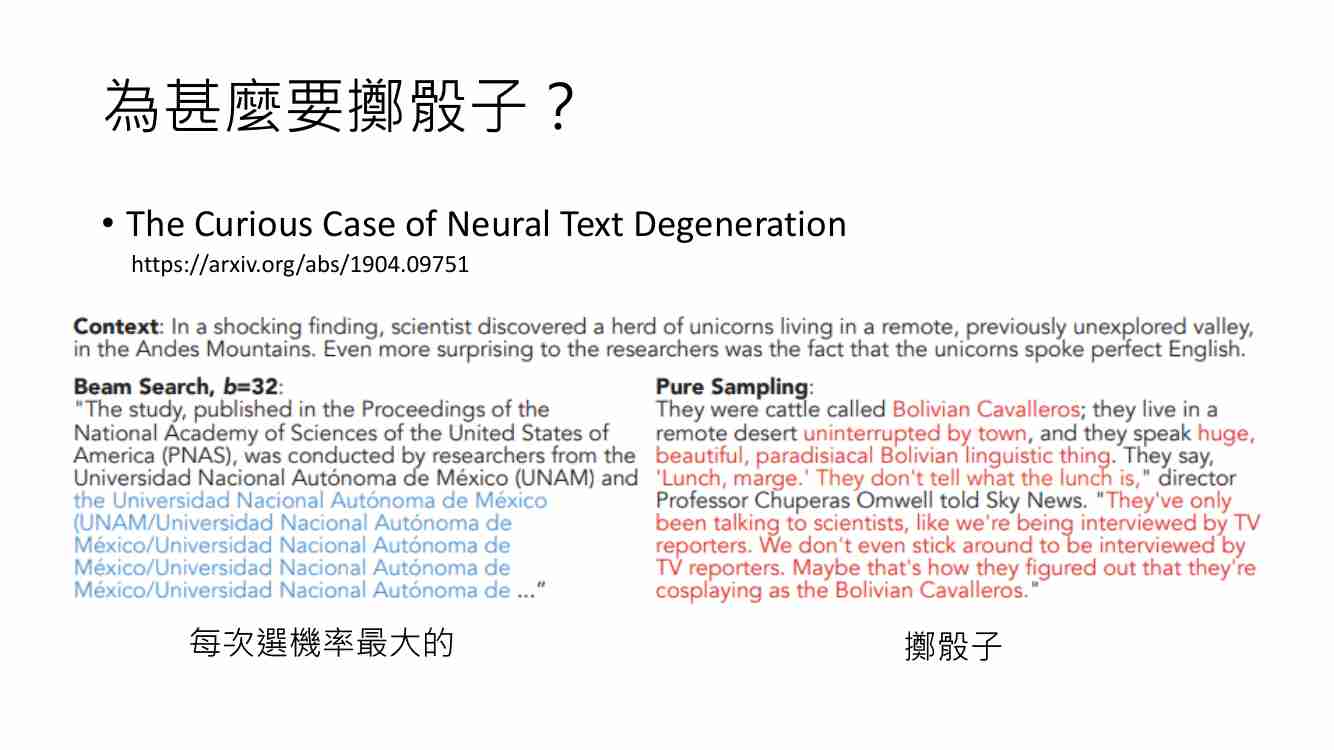 為甚麼要擲骰子？
• The Curious Case of Neural Text Degeneration
https://arxiv.org/abs/1904.09751
Context: In a shocking finding, scientist discovered a herd of unicorns living in a remote, previously unexplored valley,
in the Andes Mountains. Even more surprising to the researchers was the fact that the unicorns spoke perfect English.
Beam Search, b=32:
"The study, published in the Proceedings of the
National Academy of Sciences of the United States of
America (PNAS), was conducted by researchers from the
Universidad Nacional Autónoma de México (UNAM) and
the Universidad Nacional Autónoma de México
(UNAM/Universidad Nacional Autónoma de
México/Universidad Nacional Autónoma de
México/Universidad Nacional Autónoma de
México/Universidad Nacional Autónoma de ..."
每次選機率最大的
Pure Sampling:
They were cattle called Bolivian Cavalleros; they live in a
remote desert uninterrupted by town, and they speak huge,
beautiful, paradisiacal Bolivian linguistic thing. They say,
'Lunch, marge.' They don't tell what the lunch is," director
Professor Chuperas Omwell told Sky News. "They've only
been talking to scientists, like we're being interviewed by TV
reporters. We don't even stick around to be interviewed by
TV reporters. Maybe that's how they figured out that they're
cosplaying as the Bolivian Cavalleros."
擲骰子